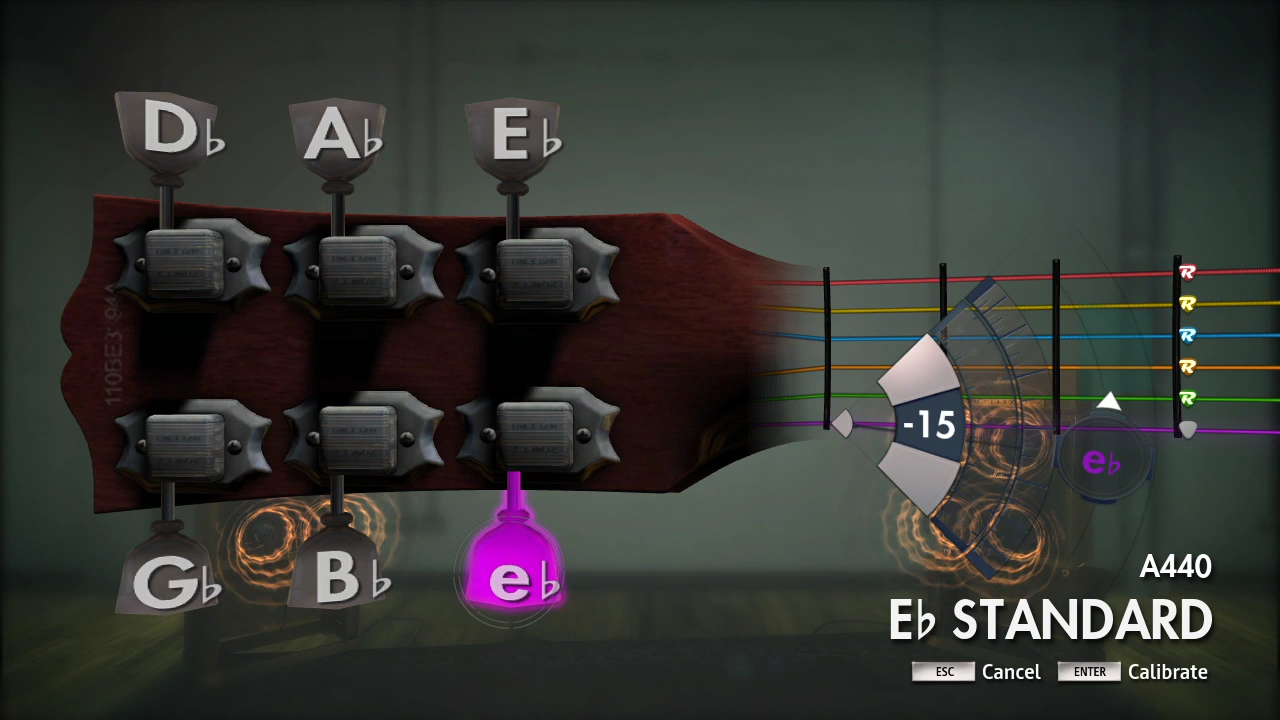 D♭ A♭ E♭
-15
e♭
G♭ B♭ e♭
A440
E♭ STANDARD
ESC Cancel ENTER Calibrate